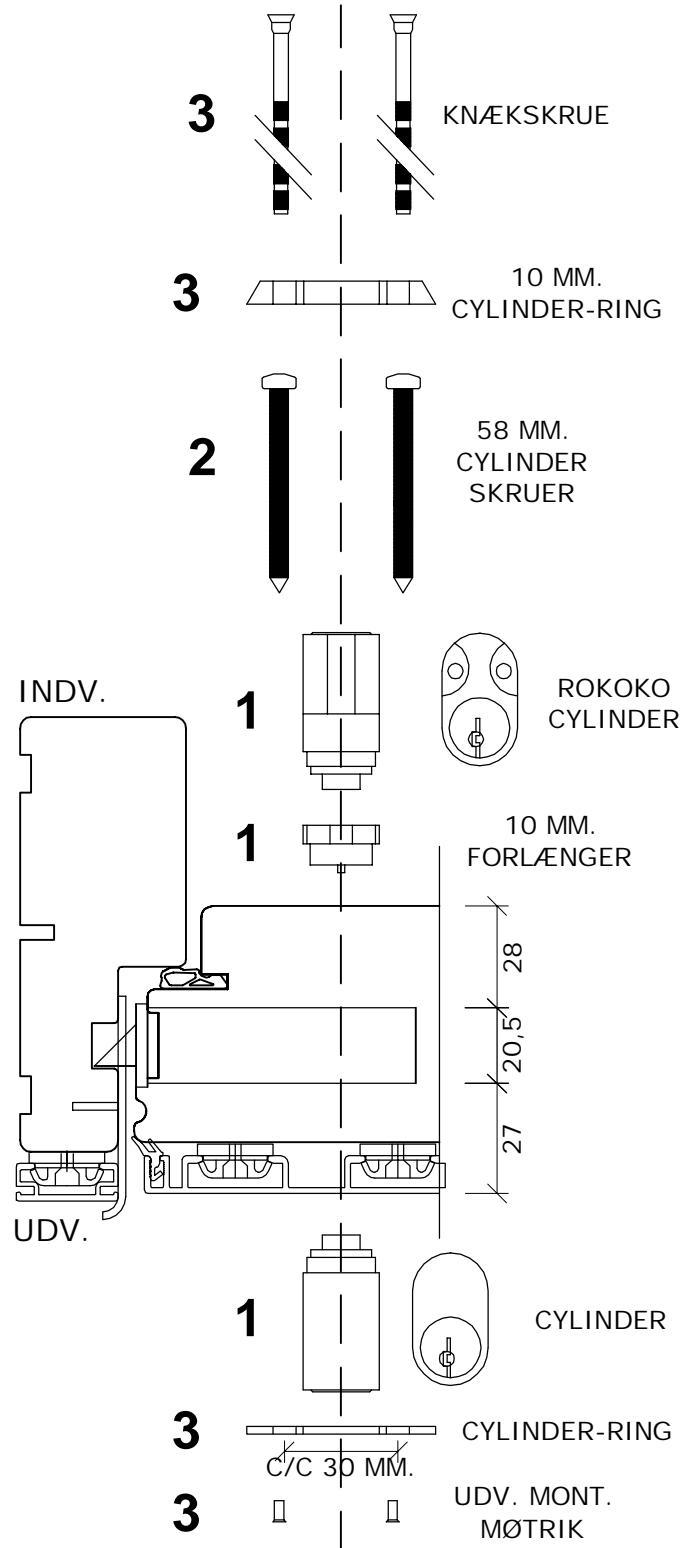 3
KNÆKSKRUE
3
10 MM.
CYLINDER-RING
2
58 MM.
CYLINDER
SKRUER
INDV.
1
ROKOKO
CYLINDER
1
10 MM.
FORLÆNGER
28
20,5
27
UDV.
1
CYLINDER
3
CYLINDER-RING
C/C 30 MM.
3
UDV. MONT.
MØTRIK